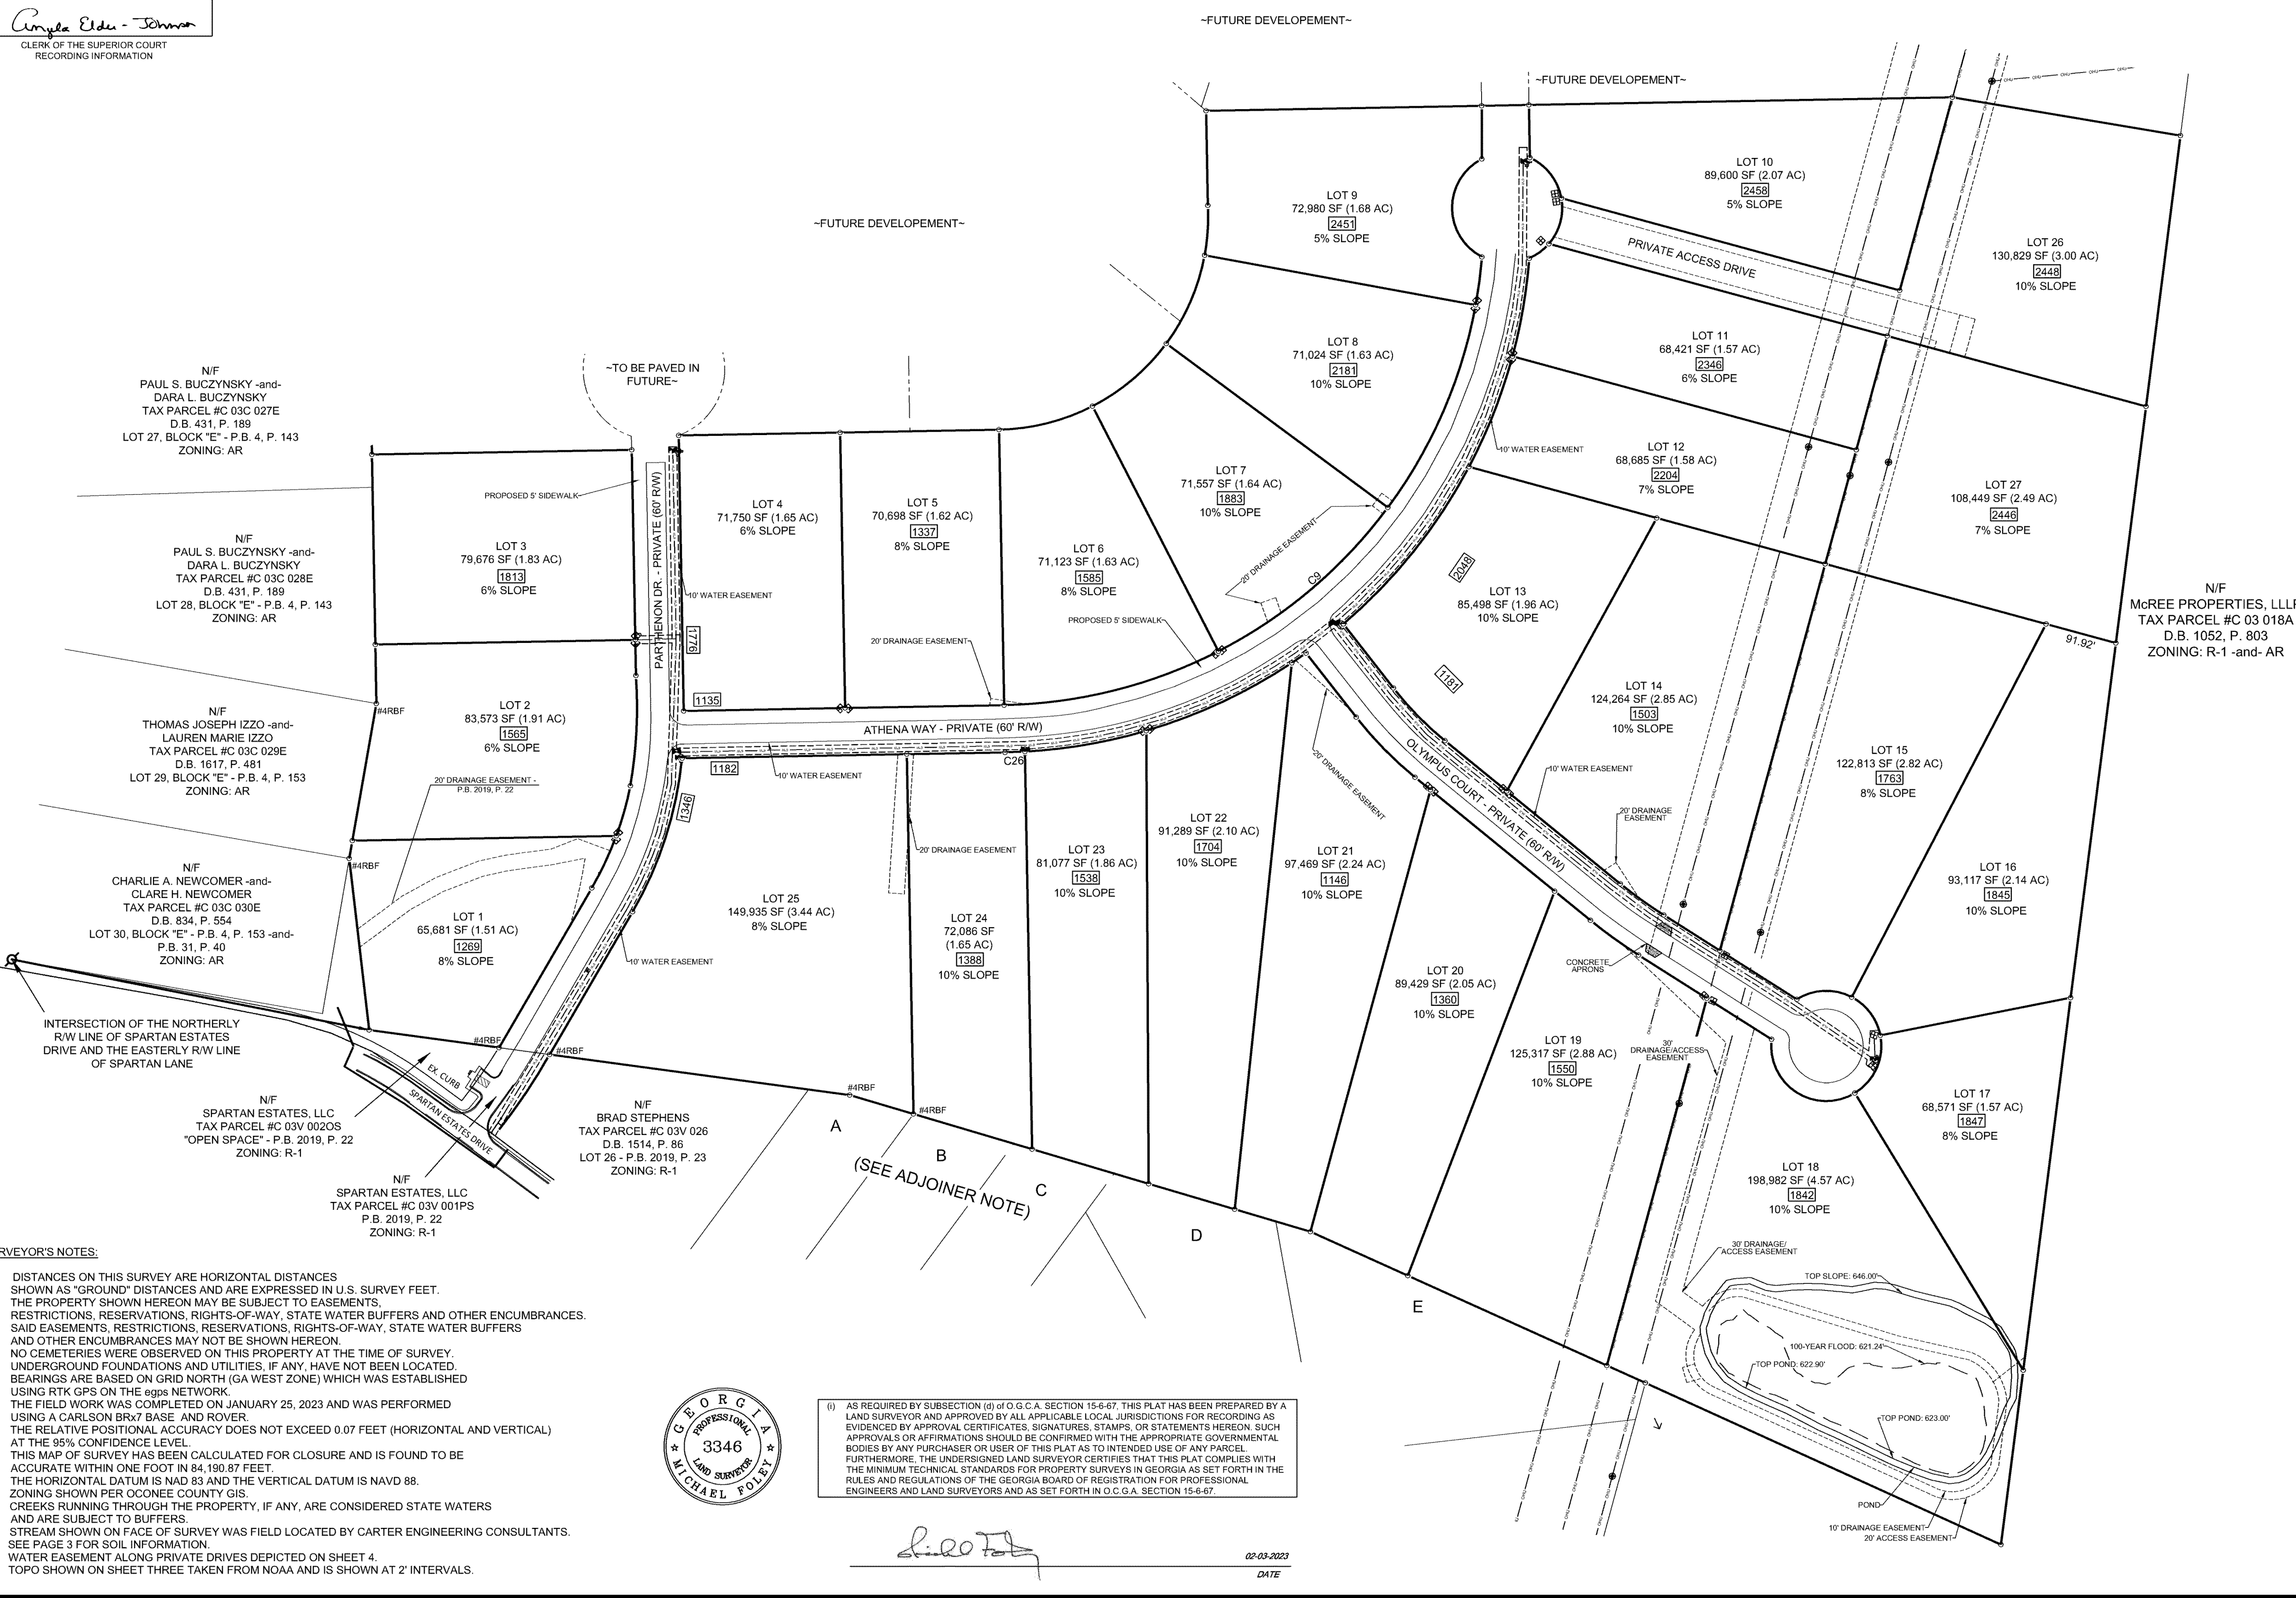 Angela Elder-Johnson
CLERK OF THE SUPERIOR COURT
RECORDING INFORMATION
~FUTURE DEVELOPEMENT~
~FUTURE DEVELOPEMENT~
~FUTURE DEVELOPEMENT~
LOT 9
72,980 SF (1.68 AC)
2451
5% SLOPE
LOT 10
89,600 SF (2.07 AC)
2458
5% SLOPE
PRIVATE ACCESS DRIVE
LOT 26
130,829 SF (3.00 AC)
2448
10% SLOPE
LOT 8
71,024 SF (1.63 AC)
2181
10% SLOPE
LOT 11
68,421 SF (1.57 AC)
2346
6% SLOPE
N/F
PAUL S. BUCZYNSKY -and-
DARA L. BUCZYNSKY
TAX PARCEL #C 03C 027E
D.B. 431, P. 189
LOT 27, BLOCK "E" - P.B. 4, P. 143
ZONING: AR
~TO BE PAVED IN
FUTURE~
10' WATER EASEMENT
LOT 12
68,685 SF (1.58 AC)
2204
7% SLOPE
LOT 27
108,449 SF (2.49 AC)
2446
7% SLOPE
PROPOSED 5' SIDEWALK
PARTHENON DR. - PRIVATE (60' R/W)
LOT 4
71,750 SF (1.65 AC)
6% SLOPE
LOT 5
70,698 SF (1.62 AC)
1337
8% SLOPE
LOT 7
71,557 SF (1.64 AC)
1883
10% SLOPE
20' DRAINAGE EASEMENT
C9
N/F
PAUL S. BUCZYNSKY -and-
DARA L. BUCZYNSKY
TAX PARCEL #C 03C 028E
D.B. 431, P. 189
LOT 28, BLOCK "E" - P.B. 4, P. 143
ZONING: AR
LOT 3
79,676 SF (1.83 AC)
1813
6% SLOPE
LOT 6
71,123 SF (1.63 AC)
1585
8% SLOPE
10' WATER EASEMENT
1776
20' DRAINAGE EASEMENT
PROPOSED 5' SIDEWALK
2048
LOT 13
85,498 SF (1.96 AC)
10% SLOPE
N/F
McREE PROPERTIES, LLLP
TAX PARCEL #C 03 018A
D.B. 1052, P. 803
ZONING: R-1 -and- AR
91.92'
1181
LOT 14
124,264 SF (2.85 AC)
1503
10% SLOPE
#4RBF
N/F
THOMAS JOSEPH IZZO -and-
LAUREN MARIE IZZO
TAX PARCEL #C 03C 029E
D.B. 1617, P. 481
LOT 29, BLOCK "E" - P.B. 4, P. 153
ZONING: AR
LOT 2
83,573 SF (1.91 AC)
1565
6% SLOPE
20' DRAINAGE EASEMENT -
P.B. 2019, P. 22
1135
ATHENA WAY - PRIVATE (60' R/W)
1182
10' WATER EASEMENT
C26
1346
20' DRAINAGE EASEMENT
OLYMPUS COURT - PRIVATE (60' R/W)
10' WATER EASEMENT
20' DRAINAGE
EASEMENT
LOT 15
122,813 SF (2.82 AC)
1763
8% SLOPE
#4RBF
N/F
CHARLIE A. NEWCOMER -and-
CLARE H. NEWCOMER
TAX PARCEL #C 03C 030E
D.B. 834, P. 554
LOT 30, BLOCK "E" - P.B. 4, P. 153 -and-
P.B. 31, P. 40
ZONING: AR
LOT 1
65,681 SF (1.51 AC)
1269
8% SLOPE
10' WATER EASEMENT
LOT 25
149,935 SF (3.44 AC)
8% SLOPE
20' DRAINAGE EASEMENT
LOT 24
72,086 SF
(1.65 AC)
1388
10% SLOPE
LOT 23
81,077 SF (1.86 AC)
1538
10% SLOPE
LOT 22
91,289 SF (2.10 AC)
1704
10% SLOPE
LOT 21
97,469 SF (2.24 AC)
1146
10% SLOPE
LOT 16
93,117 SF (2.14 AC)
1845
10% SLOPE
CONCRETE
APRONS
LOT 20
89,429 SF (2.05 AC)
1360
10% SLOPE
LOT 19
125,317 SF (2.88 AC)
1550
10% SLOPE
30'
DRAINAGE/ACCESS
EASEMENT
LOT 17
68,571 SF (1.57 AC)
1847
8% SLOPE
INTERSECTION OF THE NORTHERLY
R/W LINE OF SPARTAN ESTATES
DRIVE AND THE EASTERLY R/W LINE
OF SPARTAN LANE
#4RBF
#4RBF
EX. CURB
SPARTAN ESTATES DRIVE
#4RBF
#4RBF
N/F
SPARTAN ESTATES, LLC
TAX PARCEL #C 03V 002OS
"OPEN SPACE" - P.B. 2019, P. 22
ZONING: R-1
N/F
BRAD STEPHENS
TAX PARCEL #C 03V 026
D.B. 1514, P. 86
LOT 26 - P.B. 2019, P. 23
ZONING: R-1
N/F
SPARTAN ESTATES, LLC
TAX PARCEL #C 03V 001PS
P.B. 2019, P. 22
ZONING: R-1
A
B
C
D
E
(SEE ADJOINER NOTE)
LOT 18
198,982 SF (4.57 AC)
1842
10% SLOPE
30' DRAINAGE/
ACCESS EASEMENT
TOP SLOPE: 646.00'
100-YEAR FLOOD: 621.24'
TOP POND: 622.90'
TOP POND: 623.00'
POND
10' DRAINAGE EASEMENT
20' ACCESS EASEMENT
RVEYOR'S NOTES:
DISTANCES ON THIS SURVEY ARE HORIZONTAL DISTANCES
SHOWN AS "GROUND" DISTANCES AND ARE EXPRESSED IN U.S. SURVEY FEET.
THE PROPERTY SHOWN HEREON MAY BE SUBJECT TO EASEMENTS,
RESTRICTIONS, RESERVATIONS, RIGHTS-OF-WAY, STATE WATER BUFFERS AND OTHER ENCUMBRANCES.
SAID EASEMENTS, RESTRICTIONS, RESERVATIONS, RIGHTS-OF-WAY, STATE WATER BUFFERS
AND OTHER ENCUMBRANCES MAY NOT BE SHOWN HEREON.
NO CEMETERIES WERE OBSERVED ON THIS PROPERTY AT THE TIME OF SURVEY.
UNDERGROUND FOUNDATIONS AND UTILITIES, IF ANY, HAVE NOT BEEN LOCATED.
BEARINGS ARE BASED ON GRID NORTH (GA WEST ZONE) WHICH WAS ESTABLISHED
USING RTK GPS ON THE egps NETWORK.
THE FIELD WORK WAS COMPLETED ON JANUARY 25, 2023 AND WAS PERFORMED
USING A CARLSON BRx7 BASE AND ROVER.
THE RELATIVE POSITIONAL ACCURACY DOES NOT EXCEED 0.07 FEET (HORIZONTAL AND VERTICAL)
AT THE 95% CONFIDENCE LEVEL.
THIS MAP OF SURVEY HAS BEEN CALCULATED FOR CLOSURE AND IS FOUND TO BE
ACCURATE WITHIN ONE FOOT IN 84,190.87 FEET.
THE HORIZONTAL DATUM IS NAD 83 AND THE VERTICAL DATUM IS NAVD 88.
ZONING SHOWN PER OCONEE COUNTY GIS.
CREEKS RUNNING THROUGH THE PROPERTY, IF ANY, ARE CONSIDERED STATE WATERS
AND ARE SUBJECT TO BUFFERS.
STREAM SHOWN ON FACE OF SURVEY WAS FIELD LOCATED BY CARTER ENGINEERING CONSULTANTS.
SEE PAGE 3 FOR SOIL INFORMATION.
WATER EASEMENT ALONG PRIVATE DRIVES DEPICTED ON SHEET 4.
TOPO SHOWN ON SHEET THREE TAKEN FROM NOAA AND IS SHOWN AT 2' INTERVALS.
GEORGIA
PROFESSIONAL
3346
LAND SURVEYOR
MICHAEL FOLEY
(i) AS REQUIRED BY SUBSECTION (d) of O.G.C.A. SECTION 15-6-67, THIS PLAT HAS BEEN PREPARED BY A
LAND SURVEYOR AND APPROVED BY ALL APPLICABLE LOCAL JURISDICTIONS FOR RECORDING AS
EVIDENCED BY APPROVAL CERTIFICATES, SIGNATURES, STAMPS, OR STATEMENTS HEREON. SUCH
APPROVALS OR AFFIRMATIONS SHOULD BE CONFIRMED WITH THE APPROPRIATE GOVERNMENTAL
BODIES BY ANY PURCHASER OR USER OF THIS PLAT AS TO INTENDED USE OF ANY PARCEL.
FURTHERMORE, THE UNDERSIGNED LAND SURVEYOR CERTIFIES THAT THIS PLAT COMPLIES WITH
THE MINIMUM TECHNICAL STANDARDS FOR PROPERTY SURVEYS IN GEORGIA AS SET FORTH IN THE
RULES AND REGULATIONS OF THE GEORGIA BOARD OF REGISTRATION FOR PROFESSIONAL
ENGINEERS AND LAND SURVEYORS AND AS SET FORTH IN O.C.G.A. SECTION 15-6-67.
02-03-2023
DATE